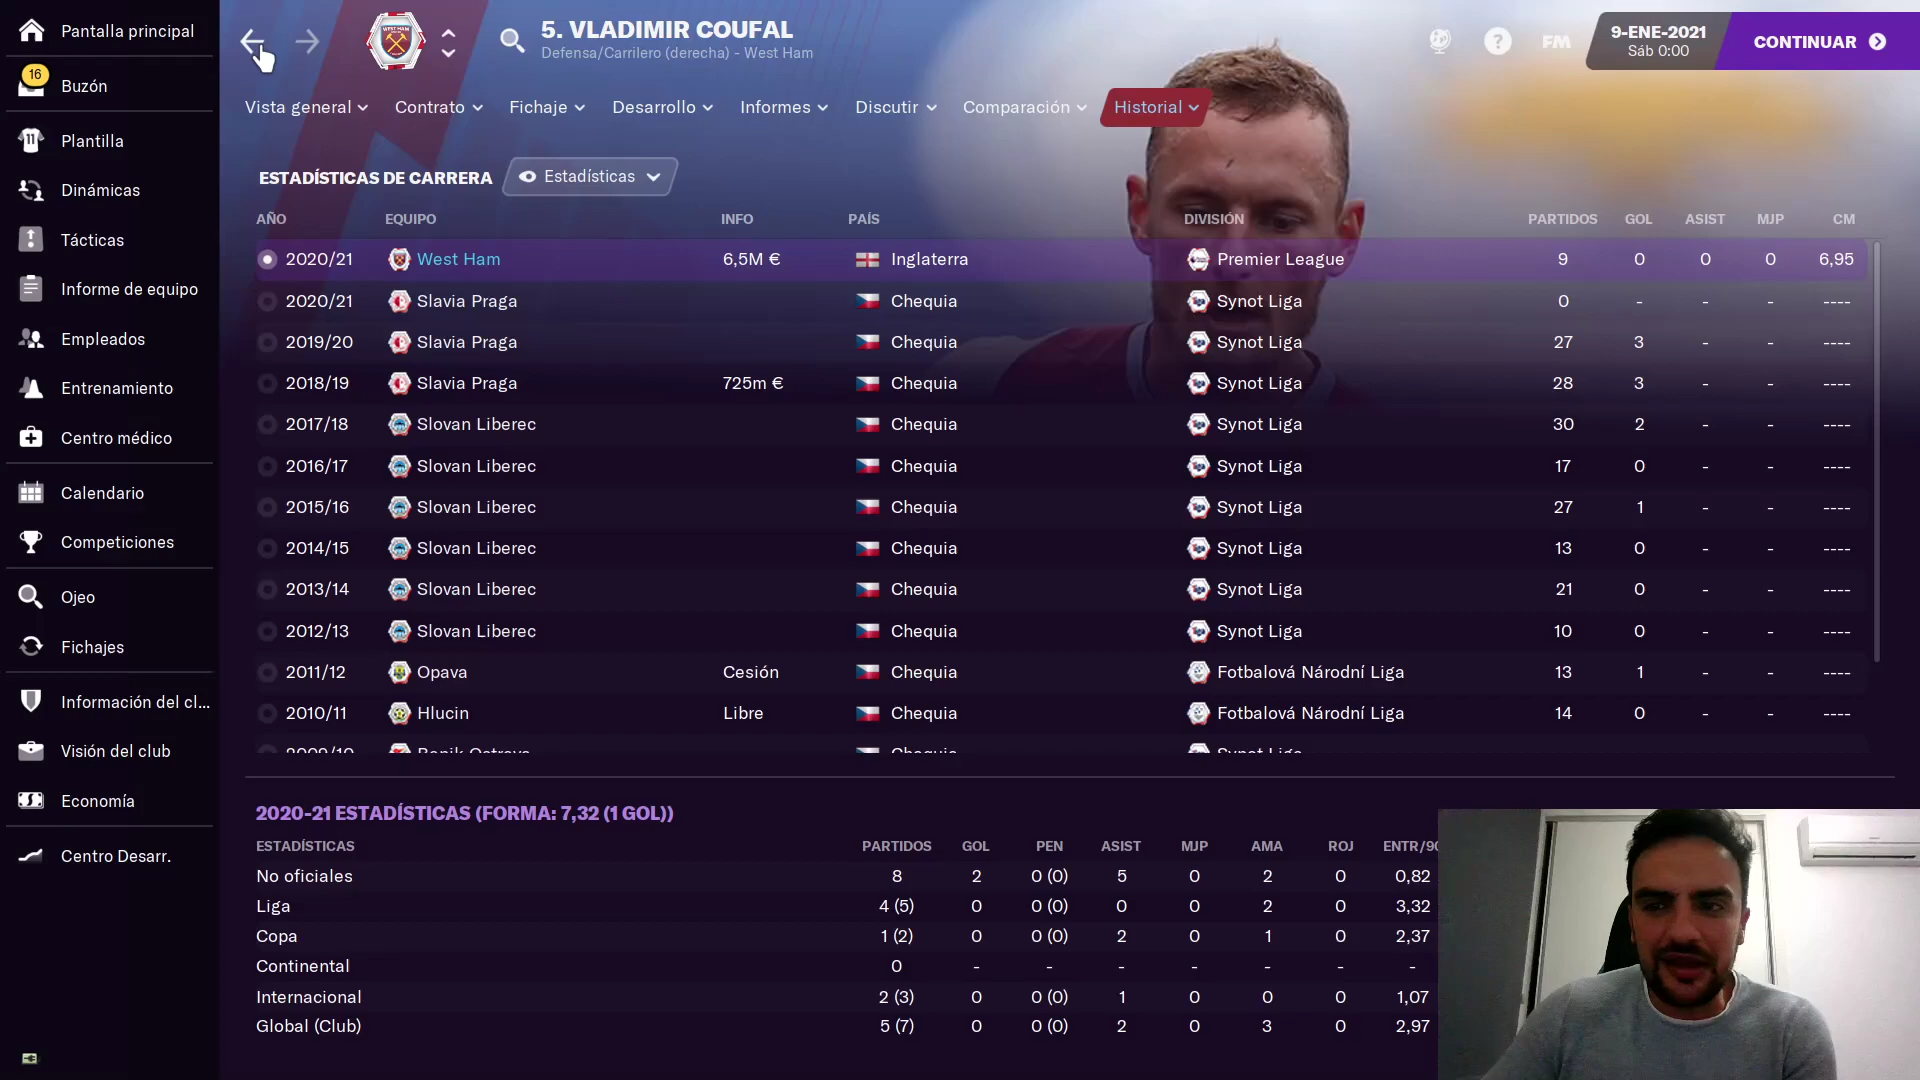 Pantalla principal
16
Buzón
Plantilla
Dinámicas
Tácticas
Informe de equipo
Empleados
Entrenamiento
Centro médico
Calendario
Competiciones
Ojeo
Fichajes
Información del cl...
Visión del club
Economía
Centro Desarr.
5. VLADIMIR COUFAL
Defensa/Carrilero (derecha) - West Ham
? FM
9-ENE-2021
Sáb 0:00
CONTINUAR
Vista general Contrato Fichaje Desarrollo Informes Discutir Comparación Historial
ESTADÍSTICAS DE CARRERA Estadísticas
AÑO EQUIPO INFO PAÍS DIVISIÓN PARTIDOS GOL ASIST MJP CM
2020/21 West Ham 6,5M € Inglaterra Premier League 9 0 0 0 6,95
2020/21 Slavia Praga Chequia Synot Liga 0 - - - ----
2019/20 Slavia Praga Chequia Synot Liga 27 3 - - ----
2018/19 Slavia Praga 725m € Chequia Synot Liga 28 3 - - ----
2017/18 Slovan Liberec Chequia Synot Liga 30 2 - - ----
2016/17 Slovan Liberec Chequia Synot Liga 17 0 - - ----
2015/16 Slovan Liberec Chequia Synot Liga 27 1 - - ----
2014/15 Slovan Liberec Chequia Synot Liga 13 0 - - ----
2013/14 Slovan Liberec Chequia Synot Liga 21 0 - - ----
2012/13 Slovan Liberec Chequia Synot Liga 10 0 - - ----
2011/12 Opava Cesión Chequia Fotbalová Národní Liga 13 1 - - ----
2010/11 Hlucin Libre Chequia Fotbalová Národní Liga 14 0 - - ----
2009/10 Banik Ostrava Chequia Synot Liga
2020-21 ESTADÍSTICAS (FORMA: 7,32 (1 GOL))
ESTADÍSTICAS PARTIDOS GOL PEN ASIST MJP AMA ROJ ENTR/90
No oficiales 8 2 0 (0) 5 0 2 0 0,82
Liga 4 (5) 0 0 (0) 0 0 2 0 3,32
Copa 1 (2) 0 0 (0) 2 0 1 0 2,37
Continental 0 - - - - - - -
Internacional 2 (3) 0 0 (0) 1 0 0 0 1,07
Global (Club) 5 (7) 0 0 (0) 2 0 3 0 2,97